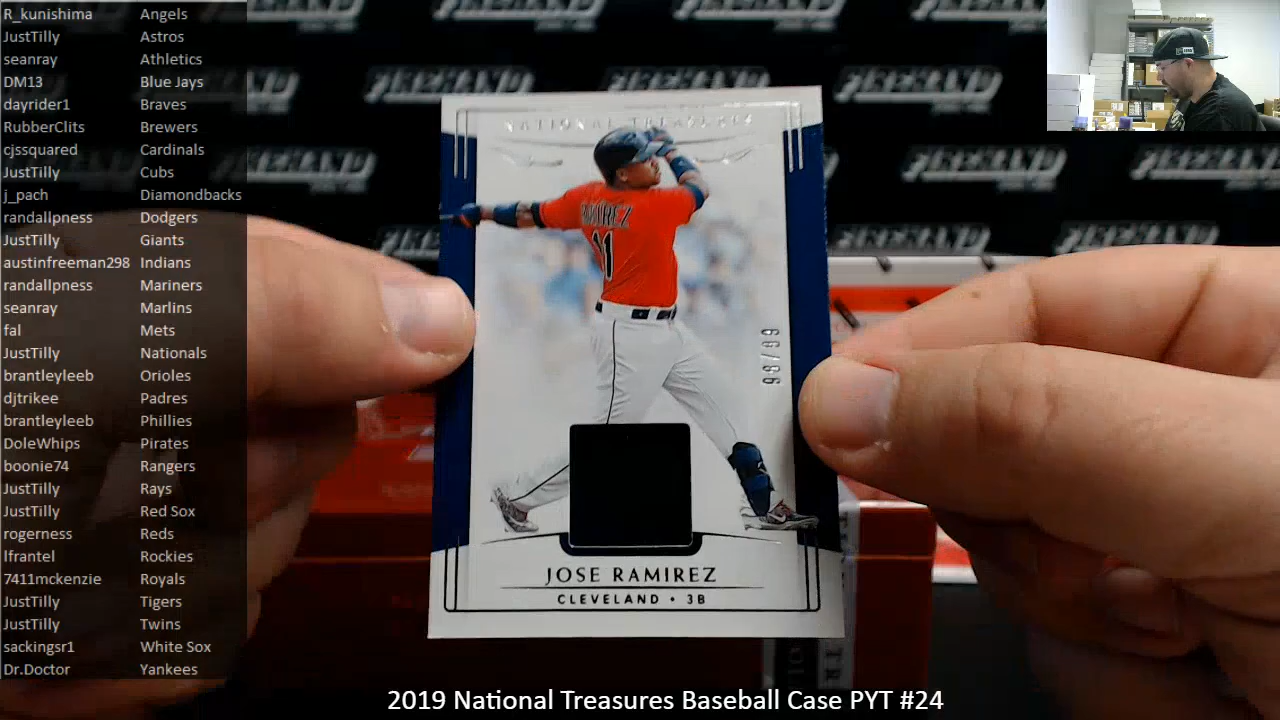 R_kunishima Angels
JustTilly Astros
seanray Athletics
DM13 Blue Jays
dayrider1 Braves
RubberClits Brewers
cjssquared Cardinals
JustTilly Cubs
j_pach Diamondbacks
randallpness Dodgers
JustTilly Giants
austinfreeman298 Indians
randallpness Mariners
seanray Marlins
fal Mets
JustTilly Nationals
brantleyleeb Orioles
djtrikee Padres
brantleyleeb Phillies
DoleWhips Pirates
boonie74 Rangers
JustTilly Rays
JustTilly Red Sox
rogerness Reds
lfrantel Rockies
7411mckenzie Royals
JustTilly Tigers
JustTilly Twins
sackingsr1 White Sox
Dr.Doctor Yankees
NATIONAL TREASURES
RAMIREZ
11
JOSE RAMIREZ
CLEVELAND • 3B
2019 National Treasures Baseball Case PYT #24